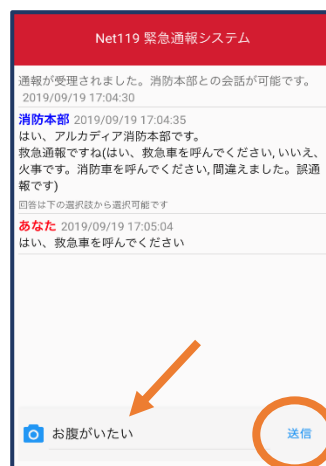 Net119 緊急通報システム
通報が受理されました。消防本部との会話が可能です。
2019/09/19 17:04:30
消防本部 2019/09/19 17:04:35
はい、アルカディア消防本部です。
救急通報ですね(はい、救急車を呼んでください, いいえ、
火事です。消防車を呼んでください, 間違えました。誤通
報です)
回答は下の選択肢から選択可能です
あなた 2019/09/19 17:05:04
はい、救急車を呼んでください
お腹がいたい
送信